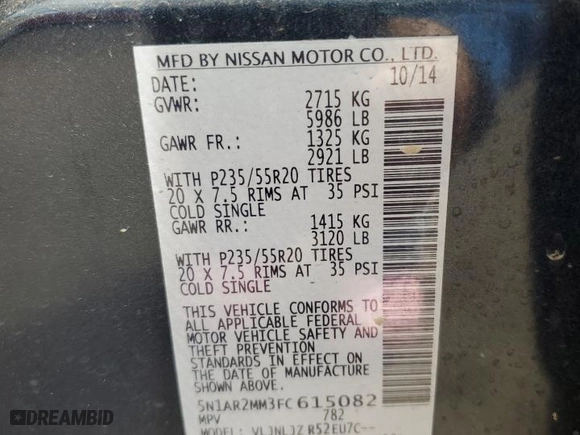 MFD BY NISSAN MOTOR CO., LTD.
DATE: 10/14
GVWR: 2715 KG
5986 LB
GAWR FR.: 1325 KG
2921 LB
WITH P235/55R20 TIRES
20 X 7.5 RIMS AT 35 PSI
COLD SINGLE
GAWR RR.: 1415 KG
3120 LB
WITH P235/55R20 TIRES
20 X 7.5 RIMS AT 35 PSI
COLD SINGLE
THIS VEHICLE CONFORMS TO
ALL APPLICABLE FEDERAL
MOTOR VEHICLE SAFETY AND
THEFT PREVENTION
STANDARDS IN EFFECT ON
THE DATE OF MANUFACTURE
SHOWN ABOVE.
5N1AR2MM3FC615082
MPV 782
MODEL:
DREAMBID